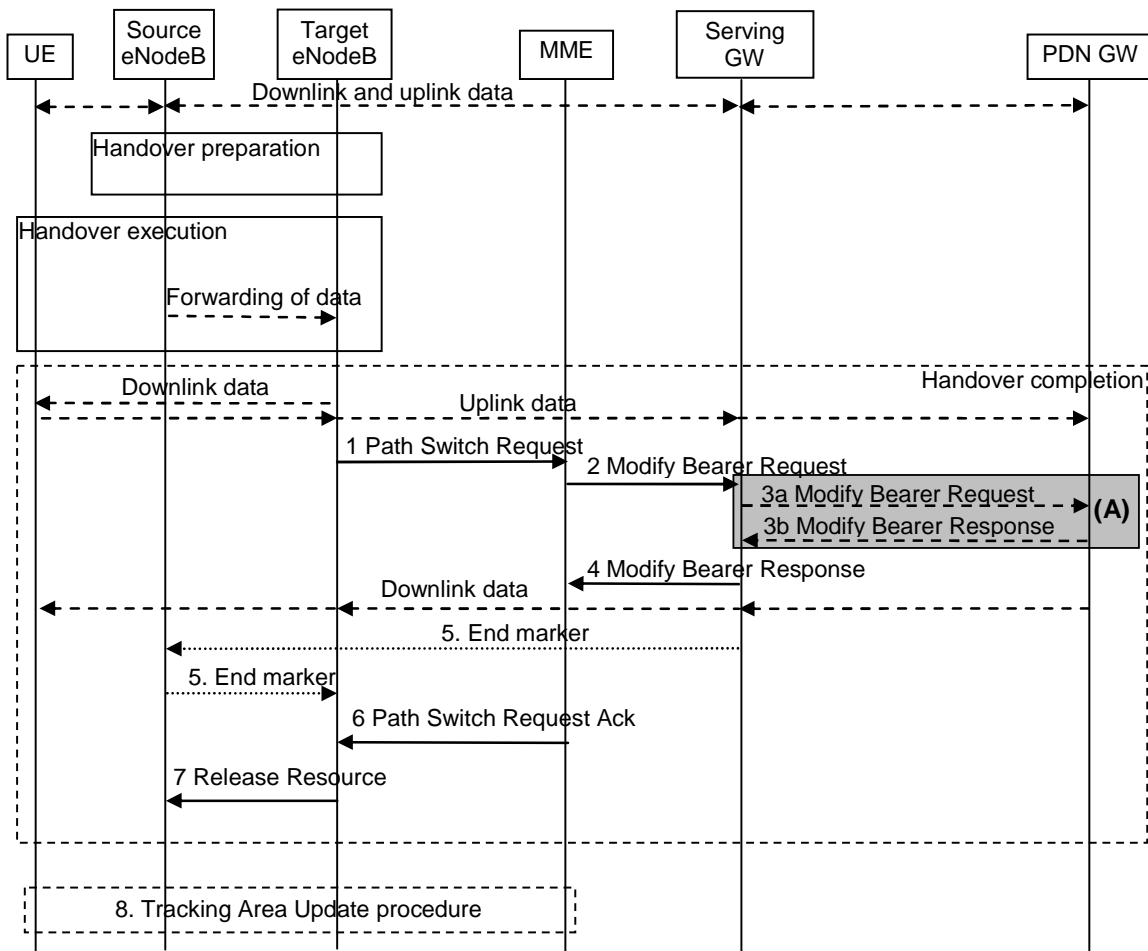 UE
Source
eNodeB
Target
eNodeB
MME
Serving
GW
PDN GW
Downlink and uplink data
Handover preparation
Handover execution
Forwarding of data
Handover completion
Downlink data
Uplink data
1 Path Switch Request
2 Modify Bearer Request
3a Modify Bearer Request
(A)
3b Modify Bearer Response
4 Modify Bearer Response
Downlink data
5. End marker
5. End marker
6 Path Switch Request Ack
7 Release Resource
8. Tracking Area Update procedure